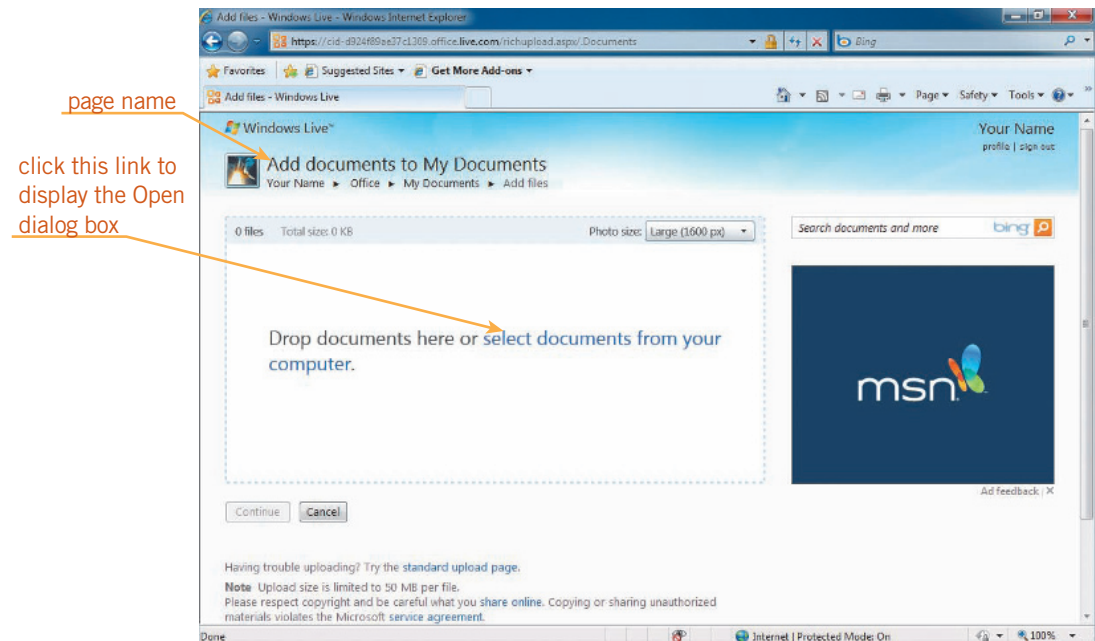 Add files - Windows Live - Windows Internet Explorer
https://cid-d924f89ae37c1309.office.live.com/richupload.aspx/.Documents
Bing
Favorites Suggested Sites Get More Add-ons
Add files - Windows Live
Page Safety Tools
page name
Windows Live™
Your Name
profile | sign out
click this link to
display the Open
dialog box
Add documents to My Documents
Your Name ► Office ► My Documents ► Add files
0 files Total size: 0 KB
Photo size: Large (1600 px)
Search documents and more
bing
Drop documents here or select documents from your
computer.
msn
Ad feedback | X
Continue Cancel
Having trouble uploading? Try the standard upload page.
Note Upload size is limited to 50 MB per file.
Please respect copyright and be careful what you share online. Copying or sharing unauthorized
materials violates the Microsoft service agreement.
Done
Internet | Protected Mode: On
100%